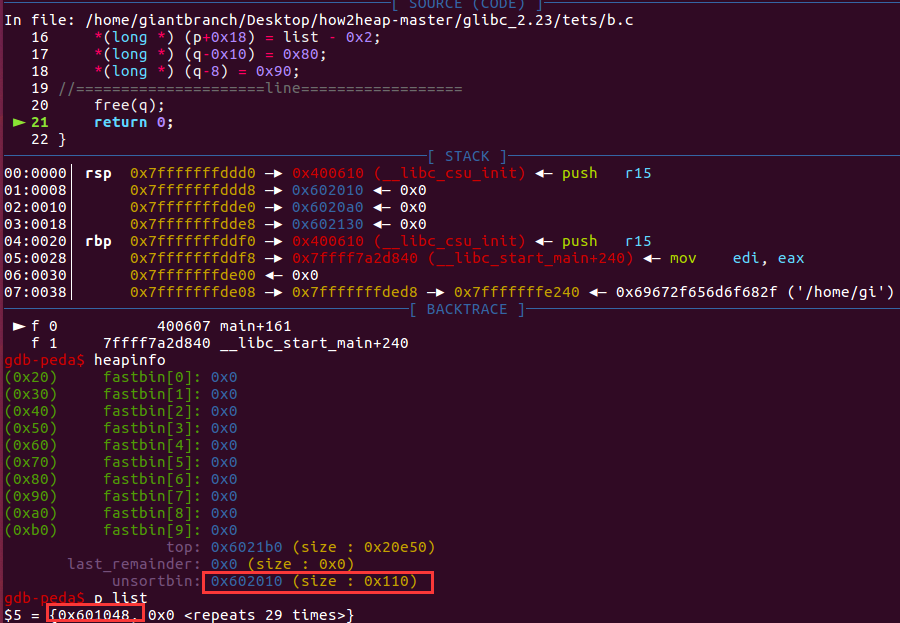 [ SOURCE (CODE) ]
In file: /home/giantbranch/Desktop/how2heap-master/glibc_2.23/tets/b.c
16 *(long *) (p+0x18) = list - 0x2;
17 *(long *) (q-0x10) = 0x80;
18 *(long *) (q-8) = 0x90;
19 //=====================line==================
20 free(q);
► 21 return 0;
22 }
[ STACK ]
00:0000│ rsp 0x7fffffffddd0 —▸ 0x400610 (__libc_csu_init) ◂— push r15
01:0008│ 0x7fffffffddd8 —▸ 0x602010 ◂— 0x0
02:0010│ 0x7fffffffdde0 —▸ 0x6020a0 ◂— 0x0
03:0018│ 0x7fffffffdde8 —▸ 0x602130 ◂— 0x0
04:0020│ rbp 0x7fffffffddf0 —▸ 0x400610 (__libc_csu_init) ◂— push r15
05:0028│ 0x7fffffffddf8 —▸ 0x7ffff7a2d840 (__libc_start_main+240) ◂— mov edi, eax
06:0030│ 0x7fffffffde00 ◂— 0x0
07:0038│ 0x7fffffffde08 —▸ 0x7fffffffded8 —▸ 0x7fffffffe240 ◂— 0x69672f656d6f682f ('/home/gi')
[ BACKTRACE ]
► f 0 400607 main+161
f 1 7ffff7a2d840 __libc_start_main+240
gdb-peda$ heapinfo
(0x20) fastbin[0]: 0x0
(0x30) fastbin[1]: 0x0
(0x40) fastbin[2]: 0x0
(0x50) fastbin[3]: 0x0
(0x60) fastbin[4]: 0x0
(0x70) fastbin[5]: 0x0
(0x80) fastbin[6]: 0x0
(0x90) fastbin[7]: 0x0
(0xa0) fastbin[8]: 0x0
(0xb0) fastbin[9]: 0x0
top: 0x6021b0 (size : 0x20e50)
last_remainder: 0x0 (size : 0x0)
unsortbin: 0x602010 (size : 0x110)
gdb-peda$ p list
$5 = {0x601048, 0x0 <repeats 29 times>}